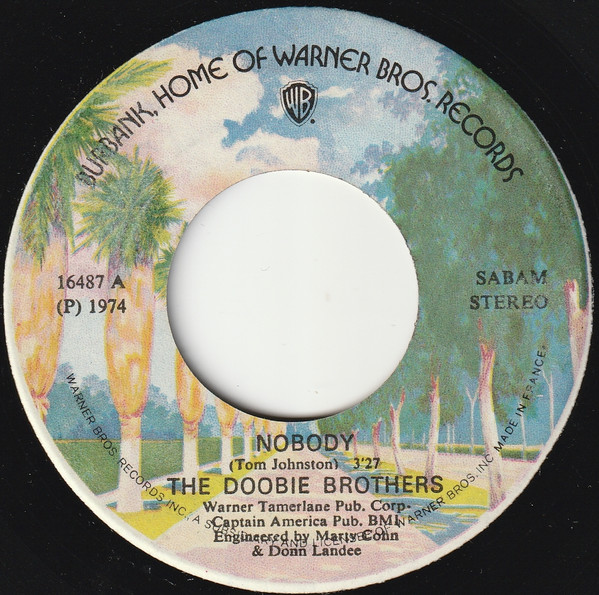 BURBANK, HOME OF WARNER BROS. RECORDS
WB
16487 A
(P) 1974
SABAM
STEREO
NOBODY
(Tom Johnston) 3'27
THE DOOBIE BROTHERS
Warner Tamerlane Pub. Corp.
Captain America Pub. BMI
Engineered by Marty Cohn
& Donn Landee
WARNER BROS. RECORDS INC., A SUBSIDIARY AND LICENSEE OF WARNER BROS. INC MADE IN FRANCE.